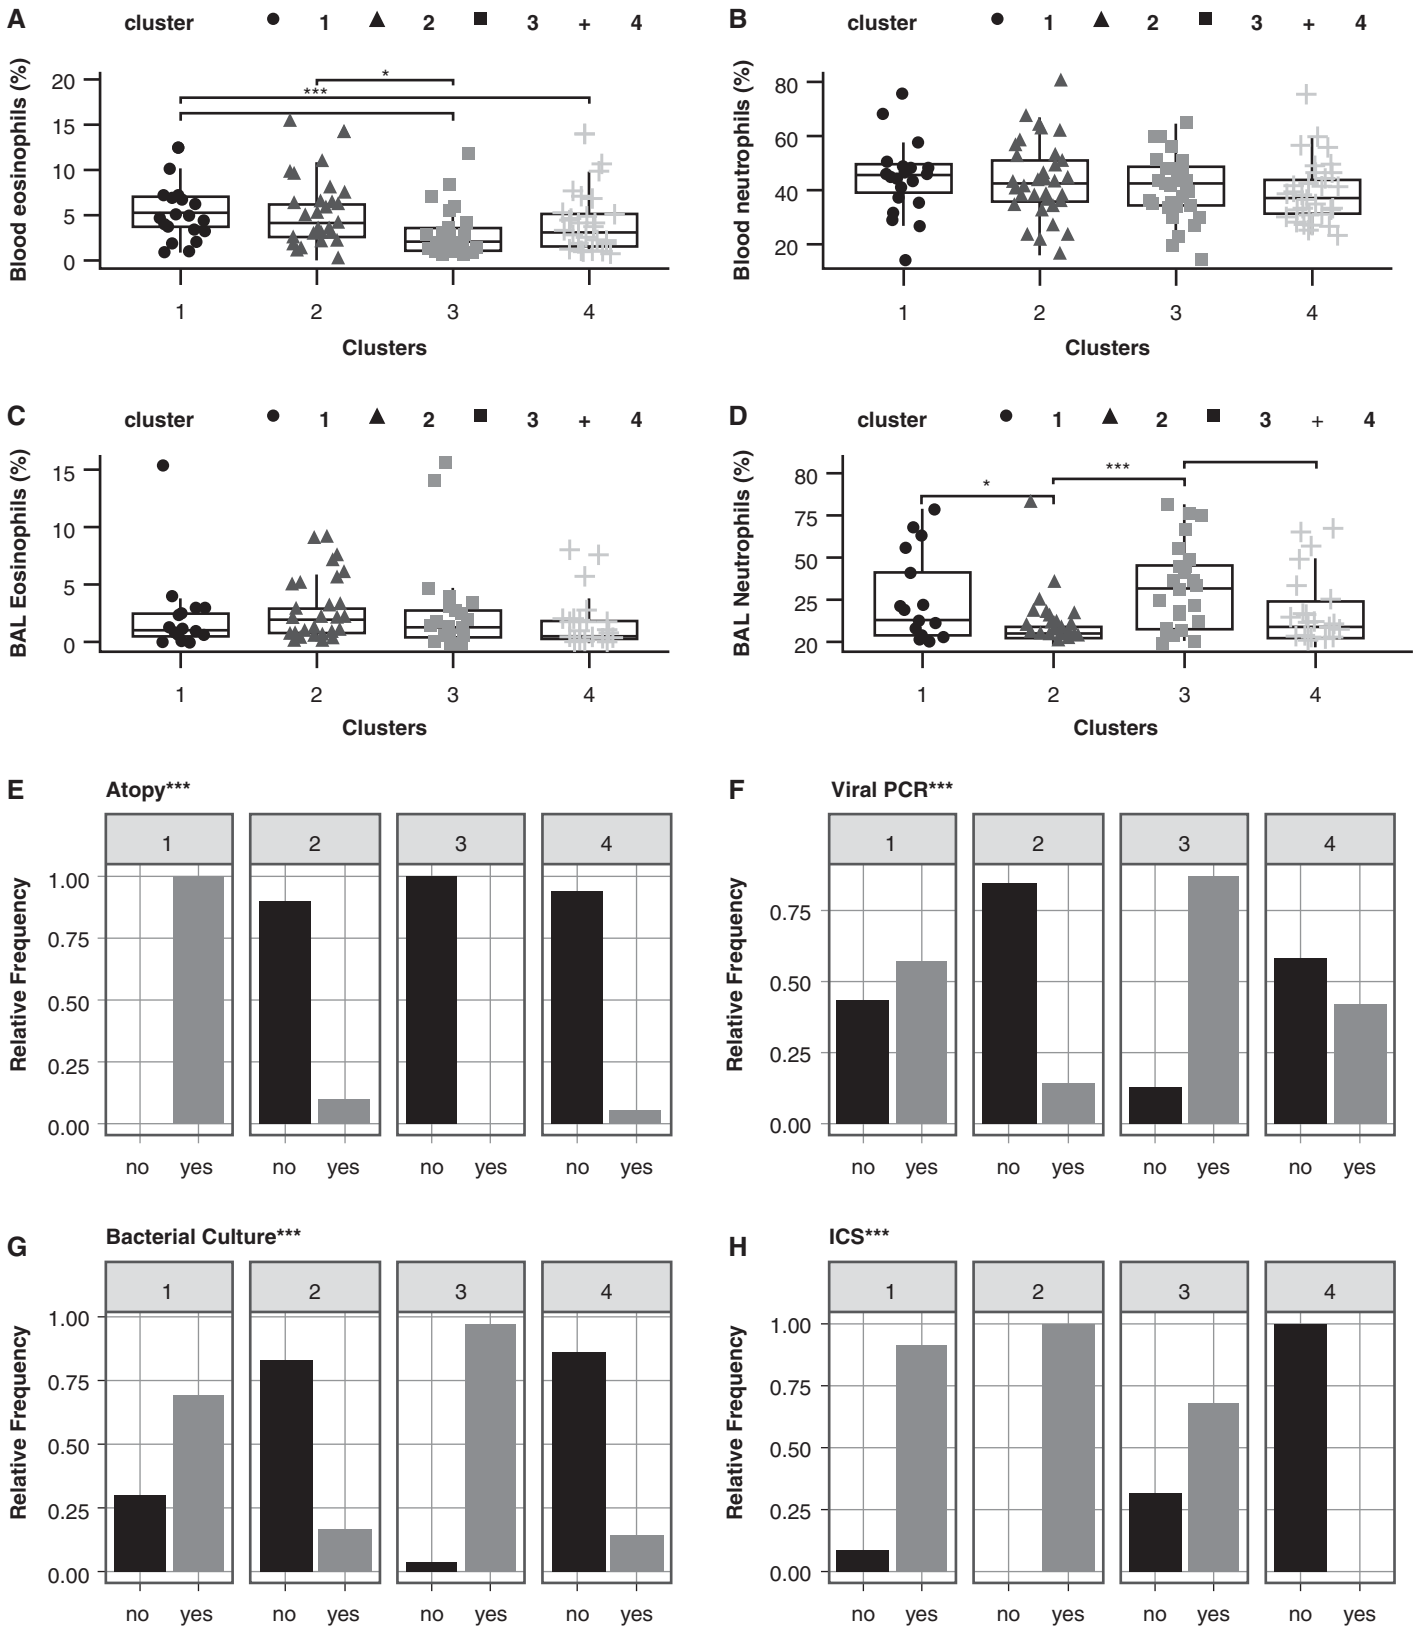 A
cluster 1 2 3 + 4
Blood eosinophils (%)
20
15
10
5
0
*
***
1 2 3 4
Clusters
B
cluster 1 2 3 + 4
Blood neutrophils (%)
80
60
40
20
1 2 3 4
Clusters
C
cluster 1 2 3 + 4
BAL Eosinophils (%)
15
10
5
0
1 2 3 4
Clusters
D
cluster 1 2 3 + 4
BAL Neutrophils (%)
80
75
50
25
20
*
***
1 2 3 4
Clusters
E
Atopy***
1 2 3 4
Relative Frequency
1.00
0.75
0.50
0.25
0.00
no yes no yes no yes no yes
F
Viral PCR***
1 2 3 4
Relative Frequency
0.75
0.50
0.25
0.00
no yes no yes no yes no yes
G
Bacterial Culture***
1 2 3 4
Relative Frequency
1.00
0.75
0.50
0.25
0.00
no yes no yes no yes no yes
H
ICS***
1 2 3 4
Relative Frequency
1.00
0.75
0.50
0.25
0.00
no yes no yes no yes no yes